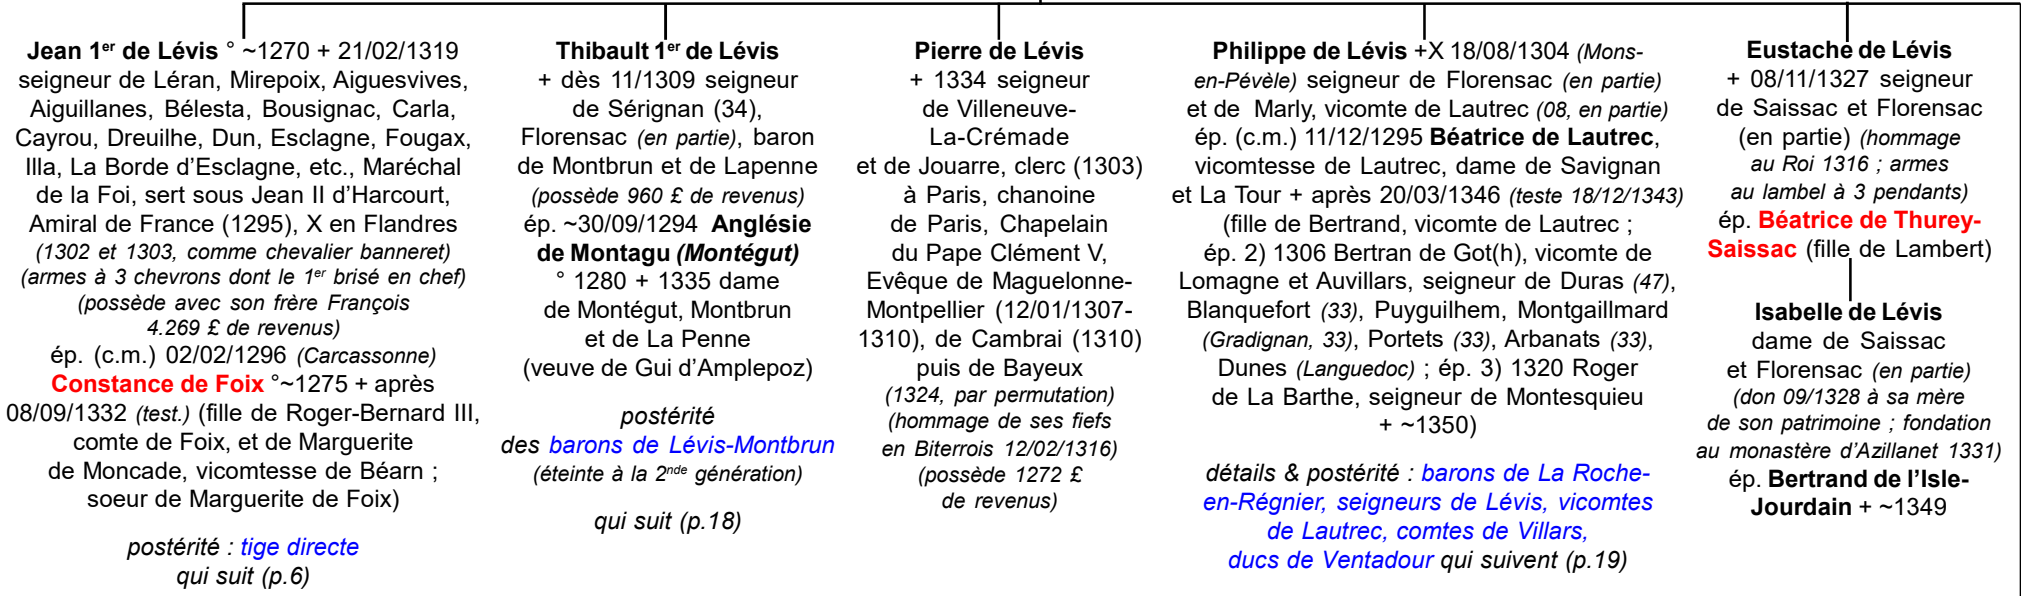 Jean 1er de Lévis ° ~1270 + 21/02/1319
seigneur de Léran, Mirepoix, Aiguesvives,
Aiguillanes, Bélesta, Bousignac, Carla,
Cayrou, Dreuilhe, Dun, Esclagne, Fougax,
Illa, La Borde d’Esclagne, etc., Maréchal
de la Foi, sert sous Jean II d’Harcourt,
Amiral de France (1295), X en Flandres
(1302 et 1303, comme chevalier banneret)
(armes à 3 chevrons dont le 1er brisé en chef)
(possède avec son frère François
4.269 £ de revenus)
ép. (c.m.) 02/02/1296 (Carcassonne)
Constance de Foix °~1275 + après
08/09/1332 (test.) (fille de Roger-Bernard III,
comte de Foix, et de Marguerite
de Moncade, vicomtesse de Béarn ;
soeur de Marguerite de Foix)
postérité : tige directe
qui suit (p.6)
Thibault 1er de Lévis
+ dès 11/1309 seigneur
de Sérignan (34),
Florensac (en partie), baron
de Montbrun et de Lapenne
(possède 960 £ de revenus)
ép. ~30/09/1294 Anglésie
de Montagu (Montégut)
° 1280 + 1335 dame
de Montégut, Montbrun
et de La Penne
(veuve de Gui d’Amplepoz)
postérité
des barons de Lévis-Montbrun
(éteinte à la 2nde génération)
qui suit (p.18)
Pierre de Lévis
+ 1334 seigneur
de Villeneuve-
La-Crémade
et de Jouarre, clerc (1303)
à Paris, chanoine
de Paris, Chapelain
du Pape Clément V,
Evêque de Maguelonne-
Montpellier (12/01/1307-
1310), de Cambrai (1310)
puis de Bayeux
(1324, par permutation)
(hommage de ses fiefs
en Biterrois 12/02/1316)
(possède 1272 £
de revenus)
Philippe de Lévis +X 18/08/1304 (Mons-
en-Pévèle) seigneur de Florensac (en partie)
et de Marly, vicomte de Lautrec (08, en partie)
ép. (c.m.) 11/12/1295 Béatrice de Lautrec,
vicomtesse de Lautrec, dame de Savignan
et La Tour + après 20/03/1346 (teste 18/12/1343)
(fille de Bertrand, vicomte de Lautrec ;
ép. 2) 1306 Bertran de Got(h), vicomte de
Lomagne et Auvillars, seigneur de Duras (47),
Blanquefort (33), Puyguilhem, Montgaillmard
(Gradignan, 33), Portets (33), Arbanats (33),
Dunes (Languedoc) ; ép. 3) 1320 Roger
de La Barthe, seigneur de Montesquieu
+ ~1350)
détails & postérité : barons de La Roche-
en-Régnier, seigneurs de Lévis, vicomtes
de Lautrec, comtes de Villars,
ducs de Ventadour qui suivent (p.19)
Eustache de Lévis
+ 08/11/1327 seigneur
de Saissac et Florensac
(en partie) (hommage
au Roi 1316 ; armes
au lambel à 3 pendants)
ép. Béatrice de Thurey-
Saissac (fille de Lambert)
Isabelle de Lévis
dame de Saissac
et Florensac (en partie)
(don 09/1328 à sa mère
de son patrimoine ; fondation
au monastère d’Azillanet 1331)
ép. Bertrand de l’Isle-
Jourdain + ~1349